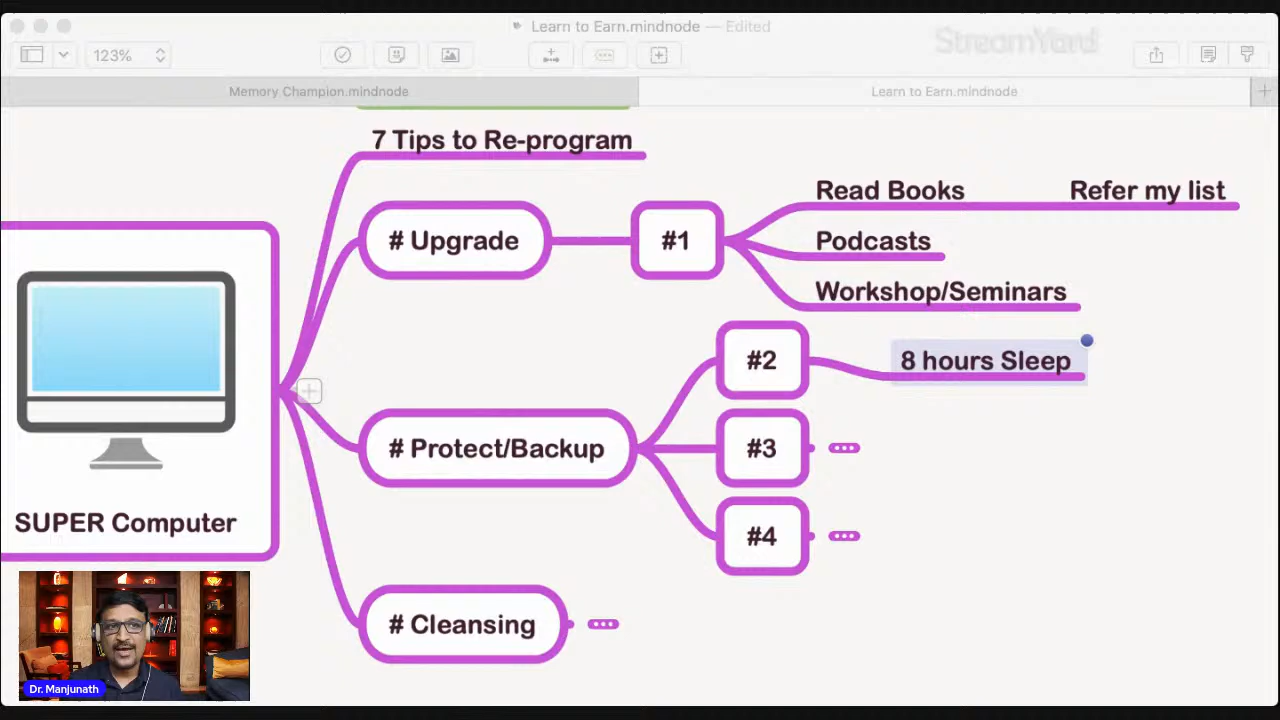 Learn to Earn.mindnode — Edited
StreamYard
123%
Memory Champion.mindnode
Learn to Earn.mindnode
7 Tips to Re-program
# Upgrade
#1
Read Books
Refer my list
Podcasts
Workshop/Seminars
#2
8 hours Sleep
# Protect/Backup
#3
#4
SUPER Computer
# Cleansing
Dr. Manjunath